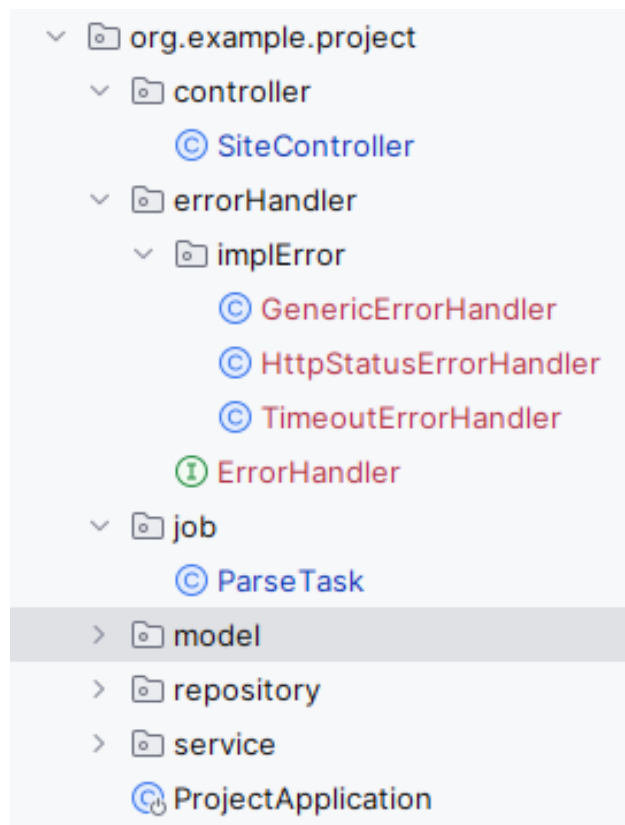 org.example.project
controller
SiteController
errorHandler
implError
GenericErrorHandler
HttpStatusErrorHandler
TimeoutErrorHandler
ErrorHandler
job
ParseTask
model
repository
service
ProjectApplication